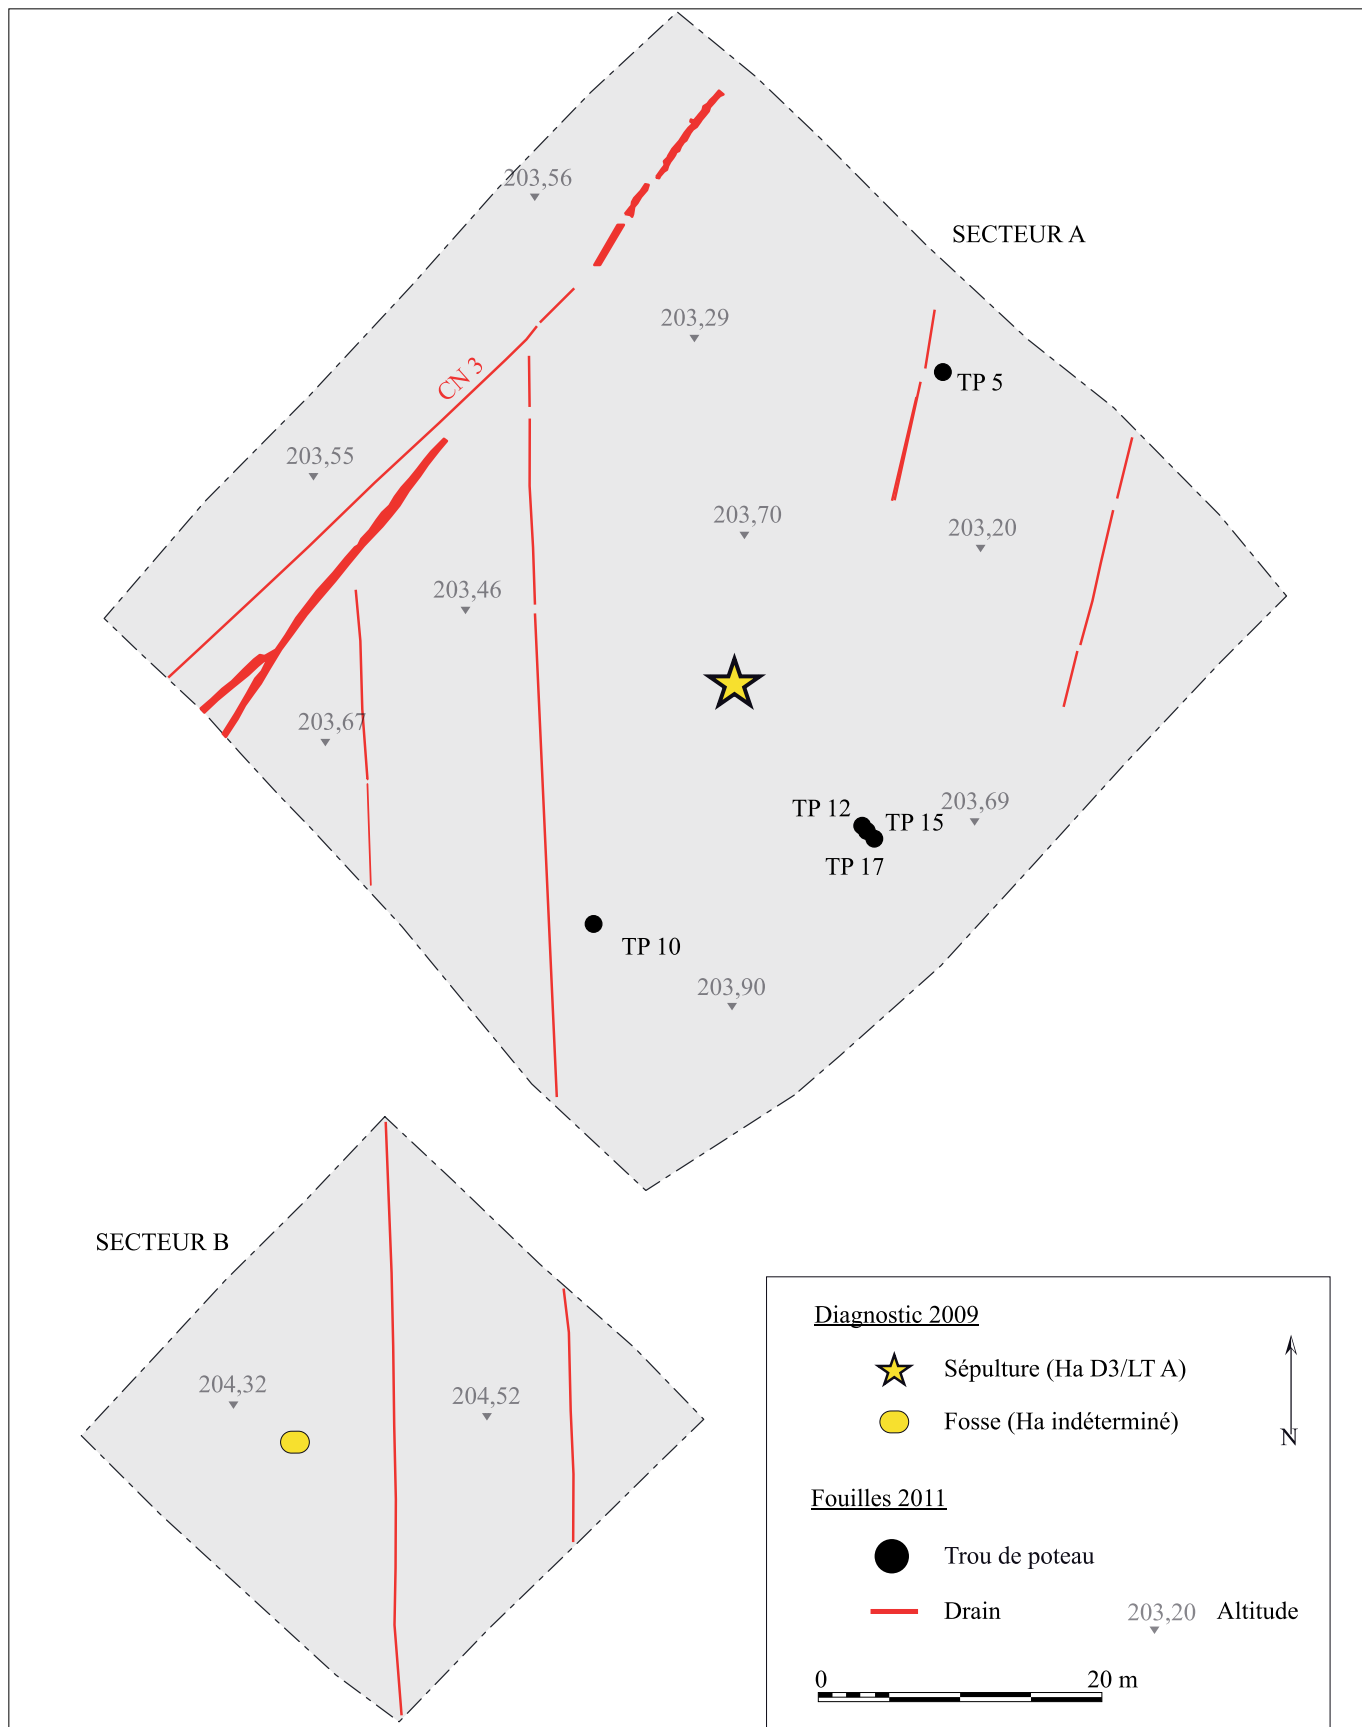 203,56
SECTEUR A
203,29
CN 3
TP 5
203,55
203,70
203,20
203,46
203,67
203,69
TP 12
TP 15
TP 17
TP 10
203,90
SECTEUR B
204,32
204,52
Diagnostic 2009
Sépulture (Ha D3/LT A)
Fosse (Ha indéterminé)
N
Fouilles 2011
Trou de poteau
Drain
203,20 Altitude
0 20 m